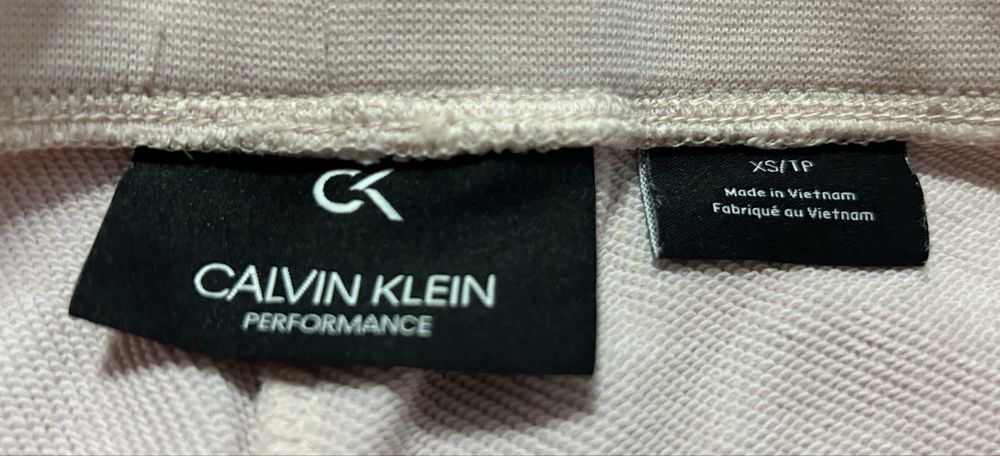 CK
CALVIN KLEIN
PERFORMANCE
XS/TP
Made in Vietnam
Fabriqué au Vietnam